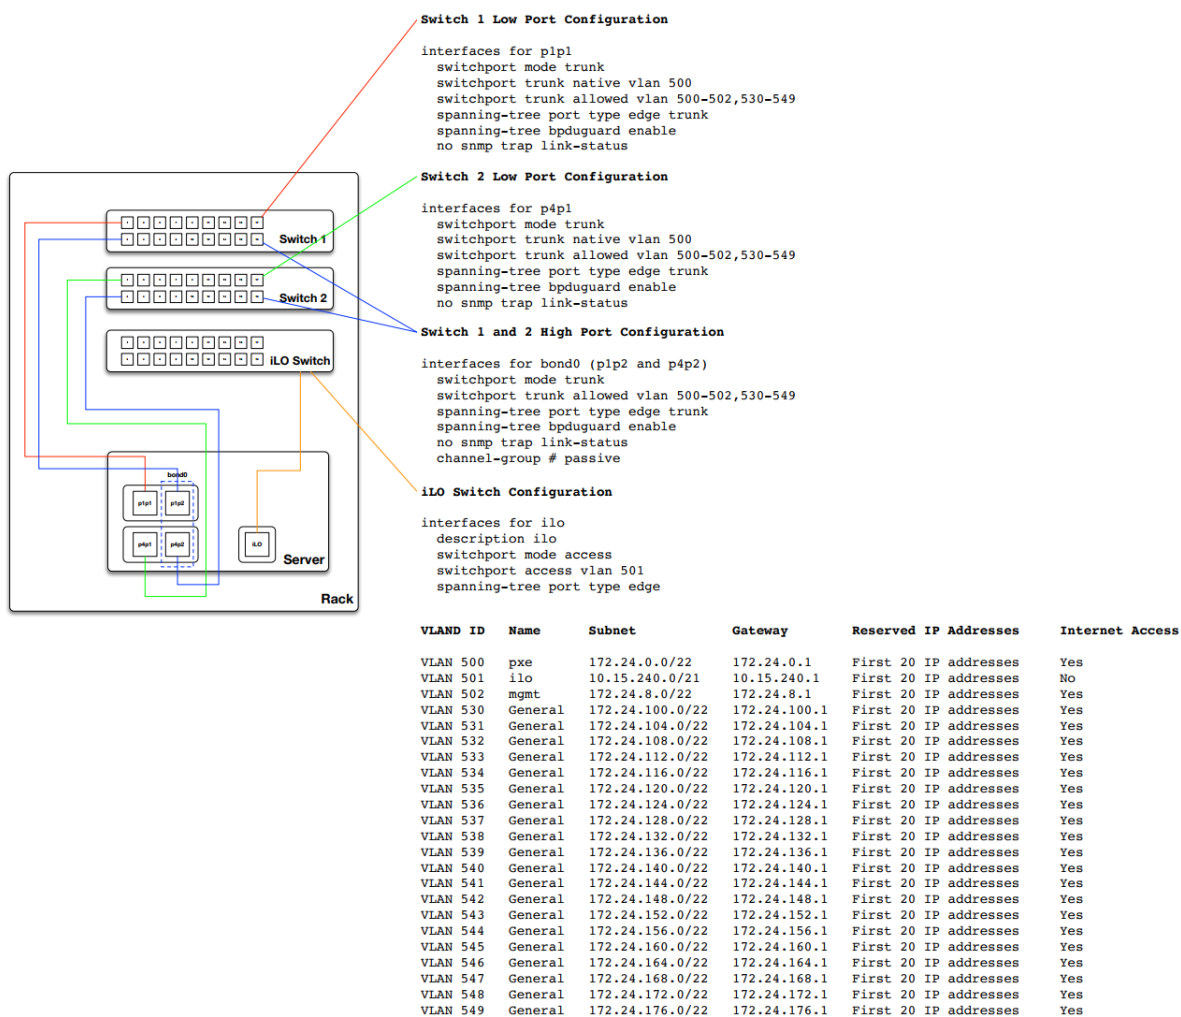 Switch 1 Low Port Configuration
interfaces for p1p1
switchport mode trunk
switchport trunk native vlan 500
switchport trunk allowed vlan 500-502,530-549
spanning-tree port type edge trunk
spanning-tree bpduguard enable
no snmp trap link-status
Switch 2 Low Port Configuration
interfaces for p4p1
switchport mode trunk
switchport trunk native vlan 500
switchport trunk allowed vlan 500-502,530-549
spanning-tree port type edge trunk
spanning-tree bpduguard enable
no snmp trap link-status
Switch 1 and 2 High Port Configuration
interfaces for bond0 (p1p2 and p4p2)
switchport mode trunk
switchport trunk allowed vlan 500-502,530-549
spanning-tree port type edge trunk
spanning-tree bpduguard enable
no snmp trap link-status
channel-group # passive
iLO Switch Configuration
interfaces for ilo
description ilo
switchport mode access
switchport access vlan 501
spanning-tree port type edge
Switch 1
Switch 2
iLO Switch
bond0
p1p1 p1p2
p4p1 p4p2
iLO
Server
Rack
VLAND ID Name Subnet Gateway Reserved IP Addresses Internet Access
VLAN 500 pxe 172.24.0.0/22 172.24.0.1 First 20 IP addresses Yes
VLAN 501 ilo 10.15.240.0/21 10.15.240.1 First 20 IP addresses No
VLAN 502 mgmt 172.24.8.0/22 172.24.8.1 First 20 IP addresses Yes
VLAN 530 General 172.24.100.0/22 172.24.100.1 First 20 IP addresses Yes
VLAN 531 General 172.24.104.0/22 172.24.104.1 First 20 IP addresses Yes
VLAN 532 General 172.24.108.0/22 172.24.108.1 First 20 IP addresses Yes
VLAN 533 General 172.24.112.0/22 172.24.112.1 First 20 IP addresses Yes
VLAN 534 General 172.24.116.0/22 172.24.116.1 First 20 IP addresses Yes
VLAN 535 General 172.24.120.0/22 172.24.120.1 First 20 IP addresses Yes
VLAN 536 General 172.24.124.0/22 172.24.124.1 First 20 IP addresses Yes
VLAN 537 General 172.24.128.0/22 172.24.128.1 First 20 IP addresses Yes
VLAN 538 General 172.24.132.0/22 172.24.132.1 First 20 IP addresses Yes
VLAN 539 General 172.24.136.0/22 172.24.136.1 First 20 IP addresses Yes
VLAN 540 General 172.24.140.0/22 172.24.140.1 First 20 IP addresses Yes
VLAN 541 General 172.24.144.0/22 172.24.144.1 First 20 IP addresses Yes
VLAN 542 General 172.24.148.0/22 172.24.148.1 First 20 IP addresses Yes
VLAN 543 General 172.24.152.0/22 172.24.152.1 First 20 IP addresses Yes
VLAN 544 General 172.24.156.0/22 172.24.156.1 First 20 IP addresses Yes
VLAN 545 General 172.24.160.0/22 172.24.160.1 First 20 IP addresses Yes
VLAN 546 General 172.24.164.0/22 172.24.164.1 First 20 IP addresses Yes
VLAN 547 General 172.24.168.0/22 172.24.168.1 First 20 IP addresses Yes
VLAN 548 General 172.24.172.0/22 172.24.172.1 First 20 IP addresses Yes
VLAN 549 General 172.24.176.0/22 172.24.176.1 First 20 IP addresses Yes